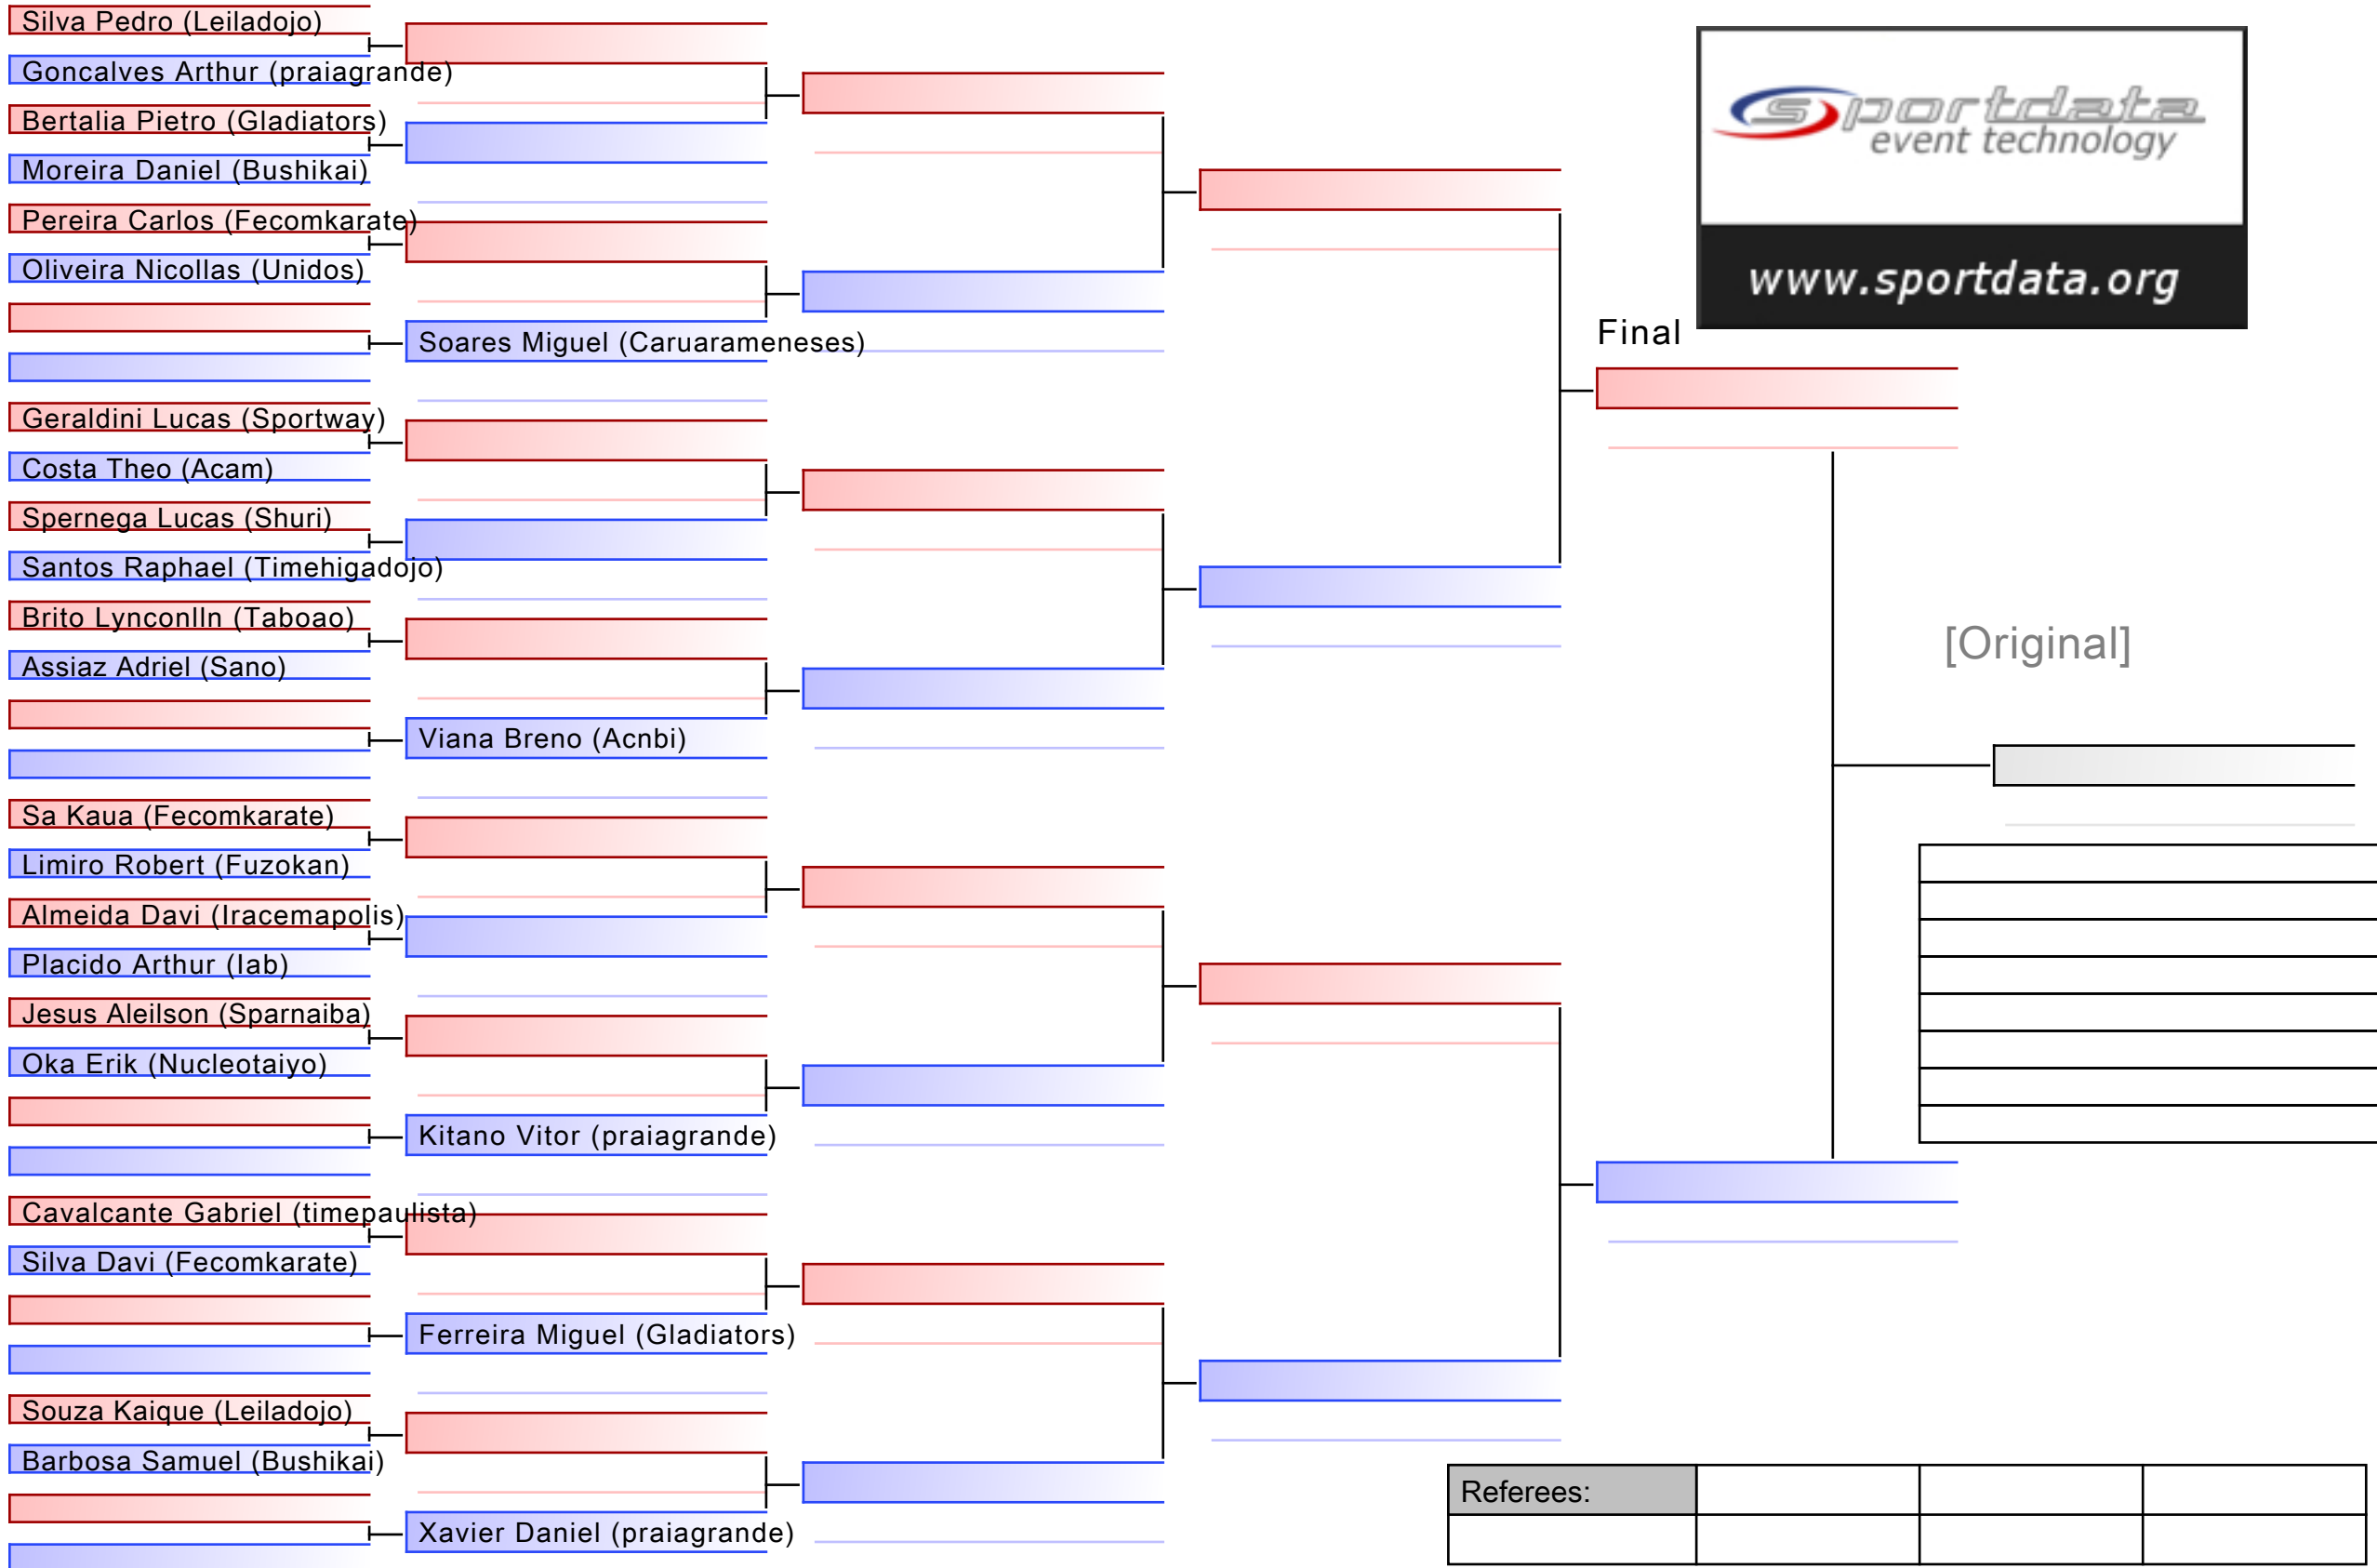 Silva Pedro (Leiladojo)
Goncalves Arthur (praiagrande)
Bertalia Pietro (Gladiators)
Moreira Daniel (Bushikai)
Pereira Carlos (Fecomkarate)
Oliveira Nicollas (Unidos)
Soares Miguel (Caruarameneses)
Geraldini Lucas (Sportway)
Costa Theo (Acam)
Spernega Lucas (Shuri)
Santos Raphael (Timehigadojo)
Brito Lynconlln (Taboao)
Assiaz Adriel (Sano)
Viana Breno (Acnbi)
Sa Kaua (Fecomkarate)
Limiro Robert (Fuzokan)
Almeida Davi (Iracemapolis)
Placido Arthur (Iab)
Jesus Aleilson (Sparnaiba)
Oka Erik (Nucleotaiyo)
Kitano Vitor (praiagrande)
Cavalcante Gabriel (timepaulista)
Silva Davi (Fecomkarate)
Ferreira Miguel (Gladiators)
Souza Kaique (Leiladojo)
Barbosa Samuel (Bushikai)
Xavier Daniel (praiagrande)
sportdata
event technology
www.sportdata.org
Final
[Original]
Referees: